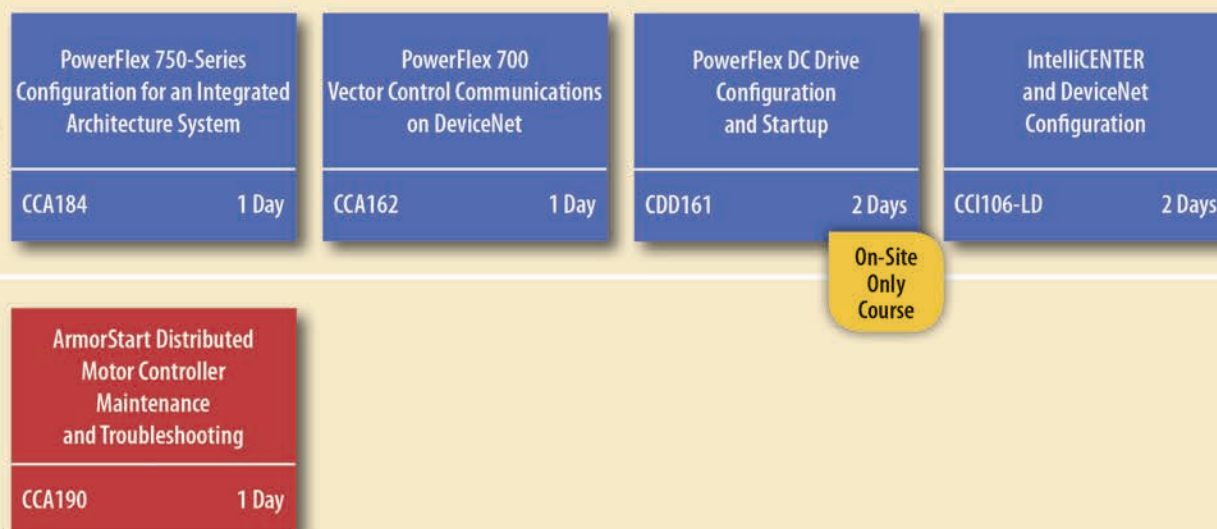 PowerFlex 750-Series
Configuration for an Integrated
Architecture System
CCA184 1 Day
PowerFlex 700
Vector Control Communications
on DeviceNet
CCA162 1 Day
PowerFlex DC Drive
Configuration
and Startup
CDD161 2 Days
On-Site
Only
Course
IntelliCENTER
and DeviceNet
Configuration
CCI106-LD 2 Days
ArmorStart Distributed
Motor Controller
Maintenance
and Troubleshooting
CCA190 1 Day